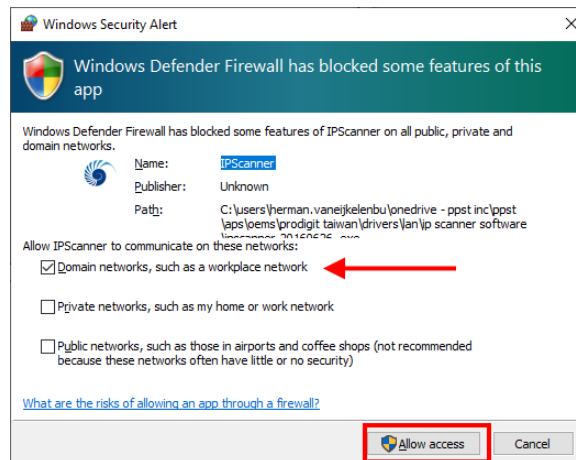 Windows Security Alert
Windows Defender Firewall has blocked some features of this
app
Windows Defender Firewall has blocked some features of IPScanner on all public, private and
domain networks.
Name: IPScanner
Publisher: Unknown
Path: C:\users\herman.vaneijkelenbu\onedrive - ppst inc\ppst
\aps\oems\prodigit taiwan\drivers\lan\ip scanner software
Allow IPScanner to communicate on these networks:
Domain networks, such as a workplace network
Private networks, such as my home or work network
Public networks, such as those in airports and coffee shops (not recommended
because these networks often have little or no security)
What are the risks of allowing an app through a firewall?
Allow access
Cancel